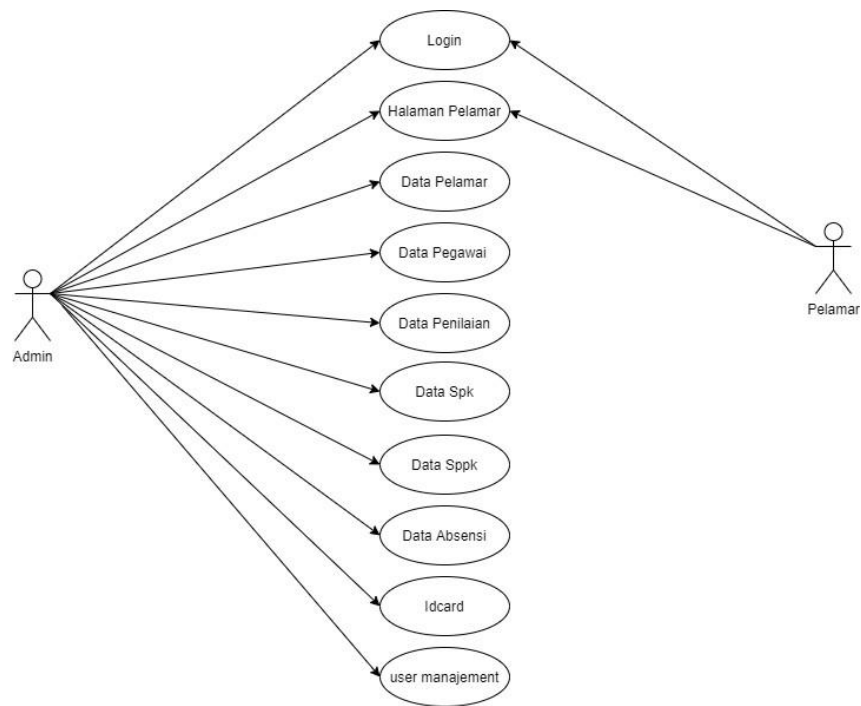 Login
Halaman Pelamar
Data Pelamar
Data Pegawai
Data Penilaian
Data Spk
Data Sppk
Data Absensi
Idcard
user manajement
Admin
Pelamar